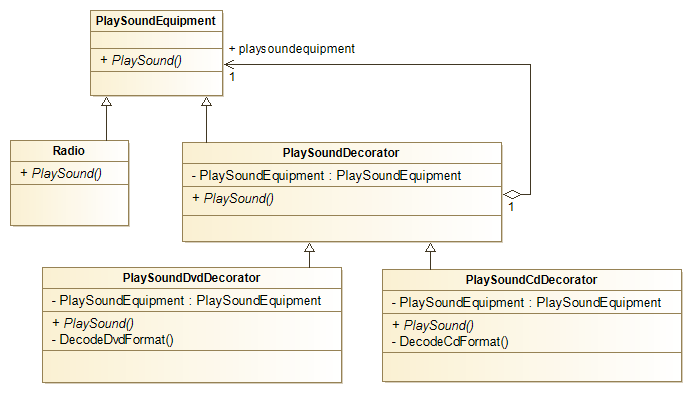 PlaySoundEquipment
+ PlaySound()
+ playsoundequipment
1
Radio
+ PlaySound()
PlaySoundDecorator
- PlaySoundEquipment : PlaySoundEquipment
+ PlaySound()
1
PlaySoundDvdDecorator
- PlaySoundEquipment : PlaySoundEquipment
+ PlaySound()
- DecodeDvdFormat()
PlaySoundCdDecorator
- PlaySoundEquipment : PlaySoundEquipment
+ PlaySound()
- DecodeCdFormat()